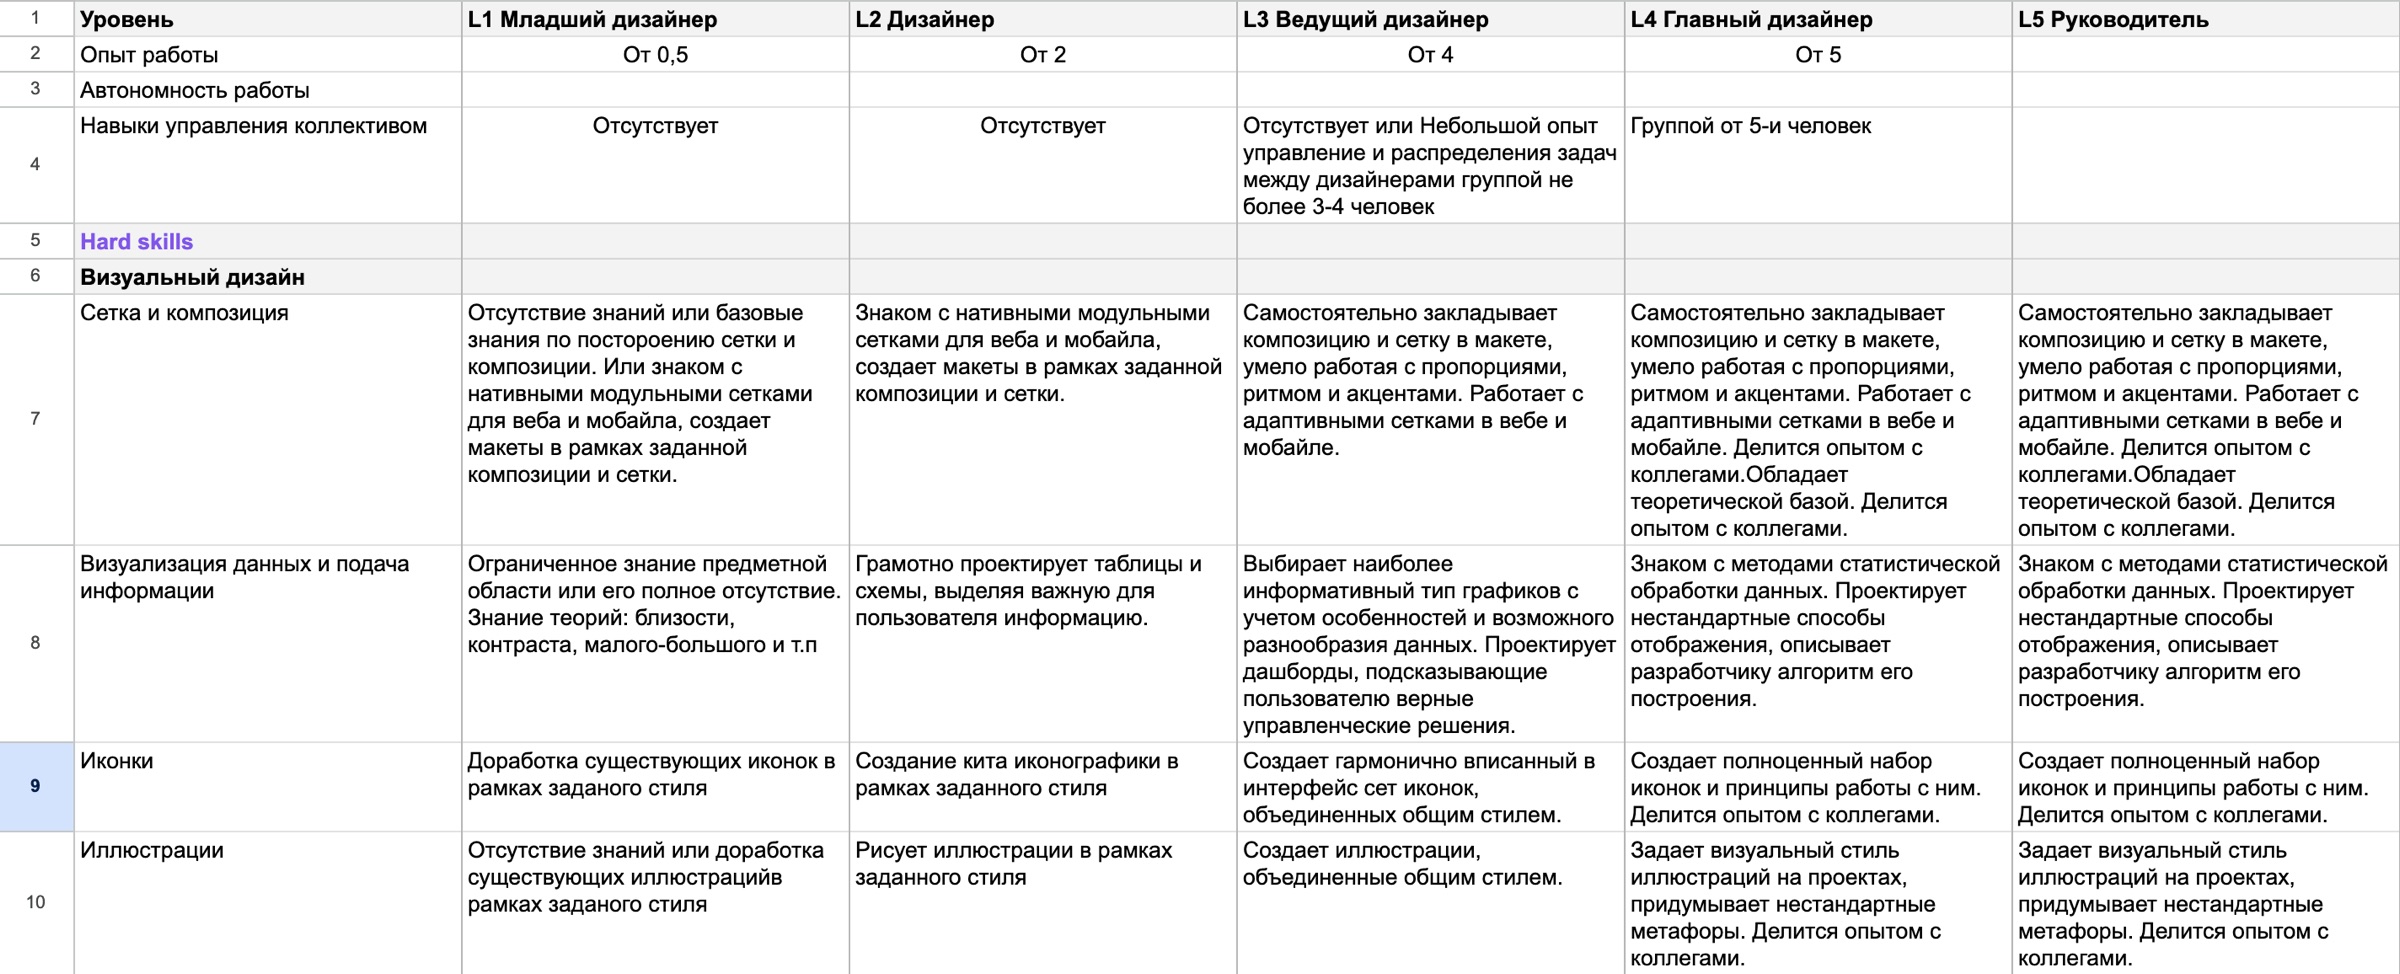 1 Уровень L1 Младший дизайнер L2 Дизайнер L3 Ведущий дизайнер L4 Главный дизайнер L5 Руководитель
2 Опыт работы От 0,5 От 2 От 4 От 5
3 Автономность работы
4
Навыки управления коллективом
Отсутствует
Отсутствует
Отсутствует или Небольшой опыт
управление и распределения задач
между дизайнерами группой не
более 3-4 человек
Группой от 5-и человек
5 Hard skills
6 Визуальный дизайн
7
Сетка и композиция
Отсутствие знаний или базовые
знания по постороению сетки и
композиции. Или знаком с
нативными модульными сетками
для веба и мобайла, создает
макеты в рамках заданной
композиции и сетки.
Знаком с нативными модульными
сетками для веба и мобайла,
создает макеты в рамках заданной
композиции и сетки.
Самостоятельно закладывает
композицию и сетку в макете,
умело работая с пропорциями,
ритмом и акцентами. Работает с
адаптивными сетками в вебе и
мобайле.
Самостоятельно закладывает
композицию и сетку в макете,
умело работая с пропорциями,
ритмом и акцентами. Работает с
адаптивными сетками в вебе и
мобайле. Делится опытом с
коллегами.Обладает
теоретической базой. Делится
опытом с коллегами.
Самостоятельно закладывает
композицию и сетку в макете,
умело работая с пропорциями,
ритмом и акцентами. Работает с
адаптивными сетками в вебе и
мобайле. Делится опытом с
коллегами.Обладает
теоретической базой. Делится
опытом с коллегами.
8
Визуализация данных и подача
информации
Ограниченное знание предметной
области или его полное отсутствие.
Знание теорий: близости,
контраста, малого-большого и т.п
Грамотно проектирует таблицы и
схемы, выделяя важную для
пользователя информацию.
Выбирает наиболее
информативный тип графиков с
учетом особенностей и возможного
разнообразия данных. Проектирует
дашборды, подсказывающие
пользователю верные
управленческие решения.
Знаком с методами статистической
обработки данных. Проектирует
нестандартные способы
отображения, описывает
разработчику алгоритм его
построения.
Знаком с методами статистической
обработки данных. Проектирует
нестандартные способы
отображения, описывает
разработчику алгоритм его
построения.
9
Иконки
Доработка существующих иконок в
рамках заданого стиля
Создание кита иконографики в
рамках заданного стиля
Создает гармонично вписанный в
интерфейс сет иконок,
объединенных общим стилем.
Создает полноценный набор
иконок и принципы работы с ним.
Делится опытом с коллегами.
Создает полноценный набор
иконок и принципы работы с ним.
Делится опытом с коллегами.
10
Иллюстрации
Отсутствие знаний или доработка
существующих иллюстрацийв
рамках заданого стиля
Рисует иллюстрации в рамках
заданного стиля
Создает иллюстрации,
объединенные общим стилем.
Задает визуальный стиль
иллюстраций на проектах,
придумывает нестандартные
метафоры. Делится опытом с
коллегами.
Задает визуальный стиль
иллюстраций на проектах,
придумывает нестандартные
метафоры. Делится опытом с
коллегами.